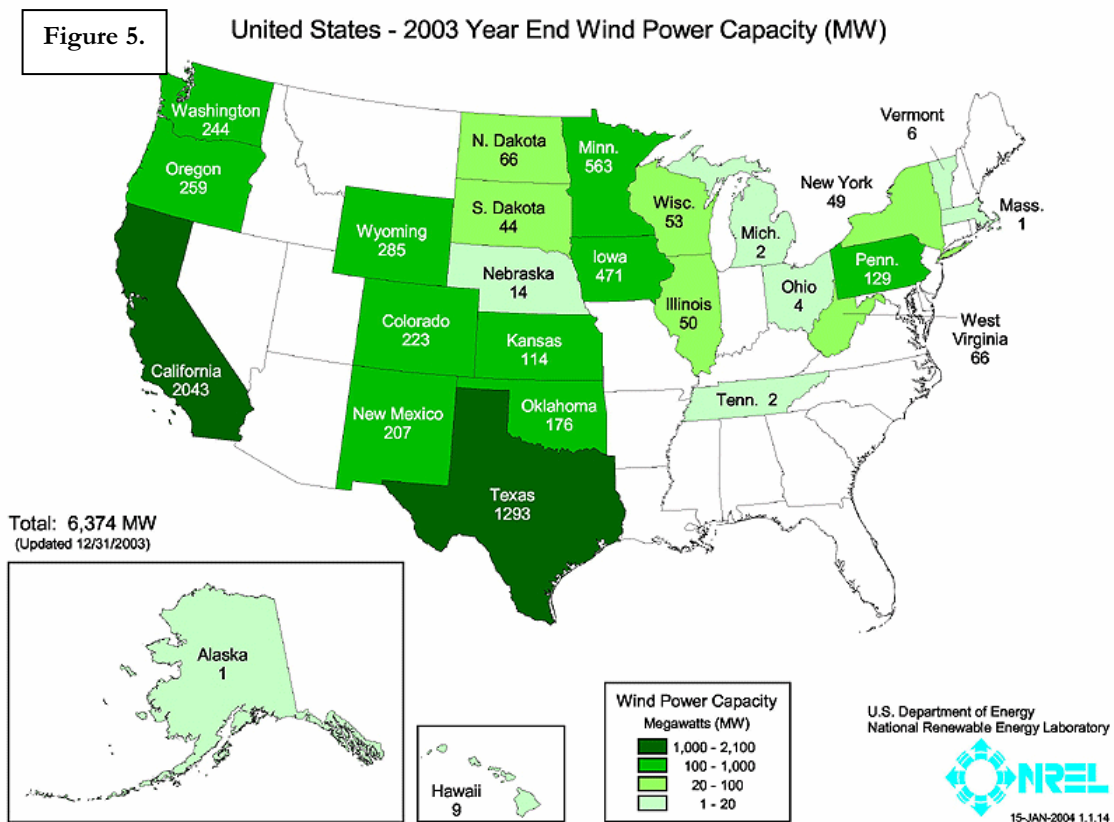 Figure 5.
United States - 2003 Year End Wind Power Capacity (MW)
Washington
244
Oregon
259
California
2043
Wyoming
285
Colorado
223
New Mexico
207
N. Dakota
66
S. Dakota
44
Nebraska
14
Kansas
114
Oklahoma
176
Texas
1293
Minn.
563
Iowa
471
Wisc.
53
Illinois
50
Mich.
2
Ohio
4
Tenn. 2
Vermont
6
New York
49
Mass.
1
Penn.
129
West
Virginia
66
Total: 6,374 MW
(Updated 12/31/2003)
Alaska
1
Hawaii
9
Wind Power Capacity
Megawatts (MW)
1,000 - 2,100
100 - 1,000
20 - 100
1 - 20
U.S. Department of Energy
National Renewable Energy Laboratory
NREL
15-JAN-2004 1.1.14